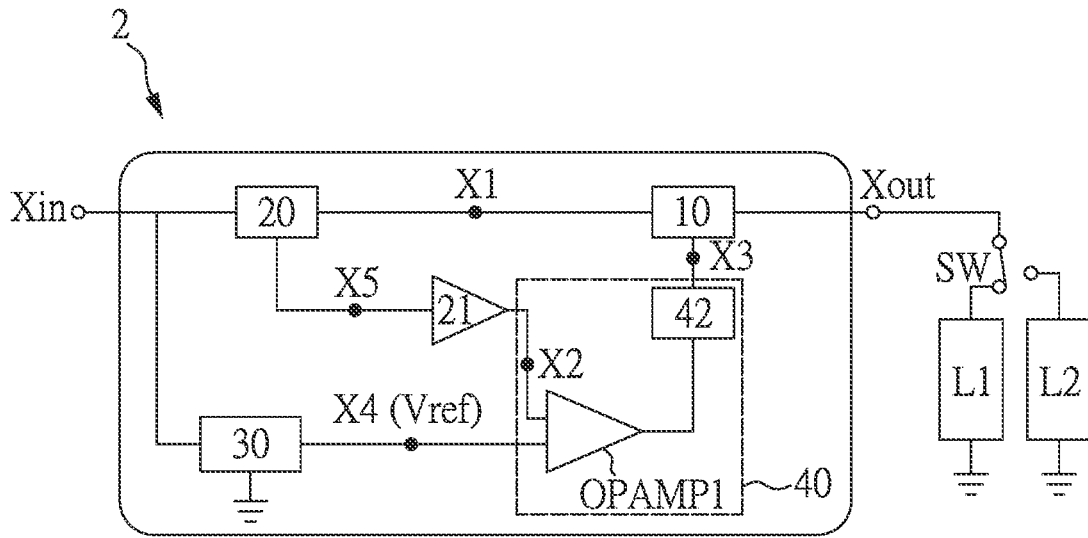 2
Xin
20
X1
10
Xout
X3
SW
X5
21
42
X2
L1
L2
X4 (Vref)
30
OPAMP1
40